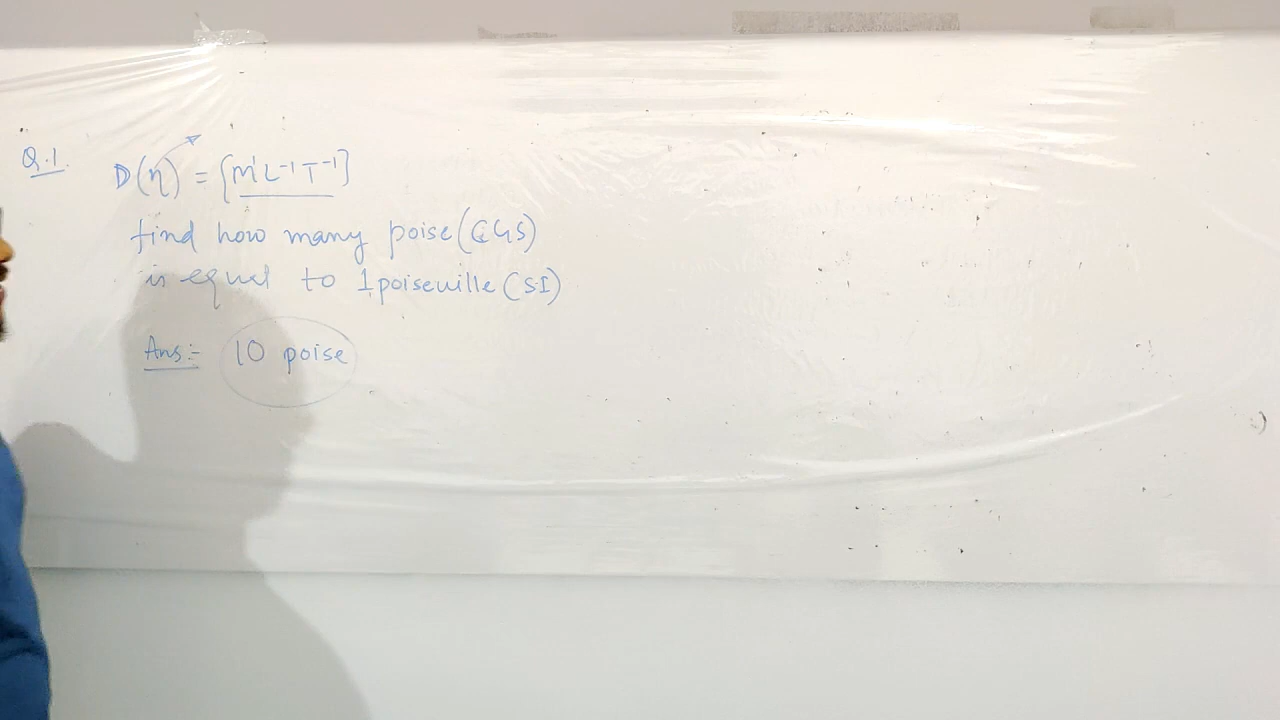 Q.1 D(η) = [M¹L⁻¹T⁻¹]
find how many poise (CGS)
is equal to 1 poiseuille (SI)
Ans:- 10 poise